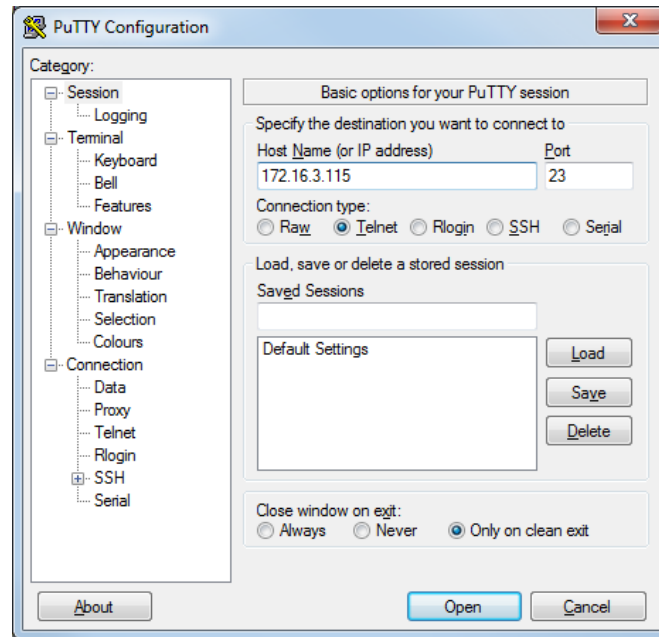 PuTTY Configuration
Category:
Session
Logging
Terminal
Keyboard
Bell
Features
Window
Appearance
Behaviour
Translation
Selection
Colours
Connection
Data
Proxy
Telnet
Rlogin
SSH
Serial
Basic options for your PuTTY session
Specify the destination you want to connect to
Host Name (or IP address) Port
172.16.3.115 23
Connection type:
Raw Telnet Rlogin SSH Serial
Load, save or delete a stored session
Saved Sessions
Default Settings
Load
Save
Delete
Close window on exit:
Always Never Only on clean exit
About Open Cancel